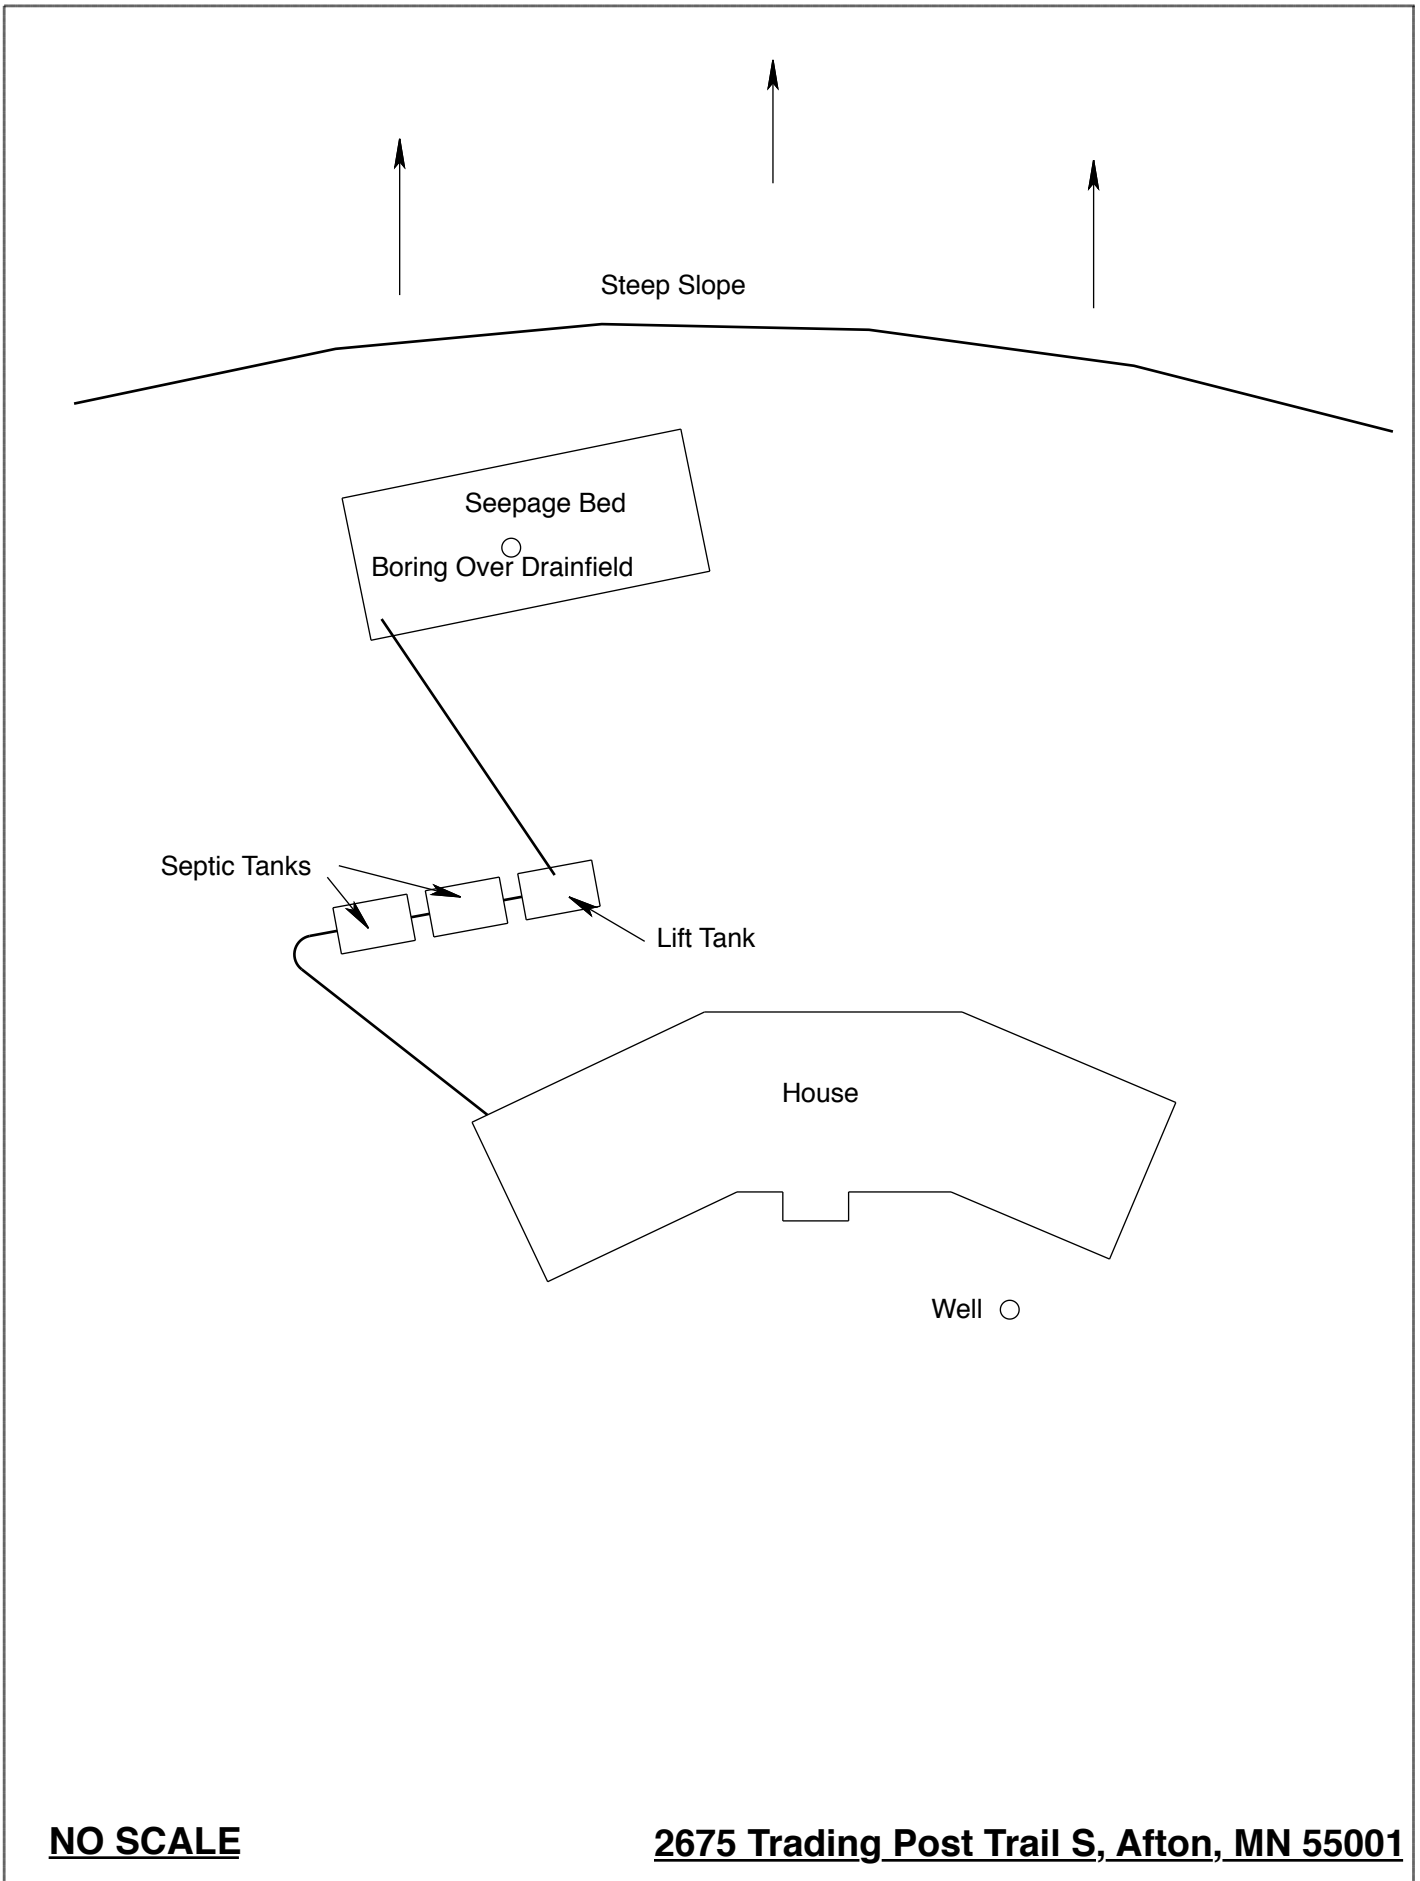 Steep Slope
Seepage Bed
Boring Over Drainfield
Septic Tanks
Lift Tank
House
Well
NO SCALE
2675 Trading Post Trail S, Afton, MN 55001